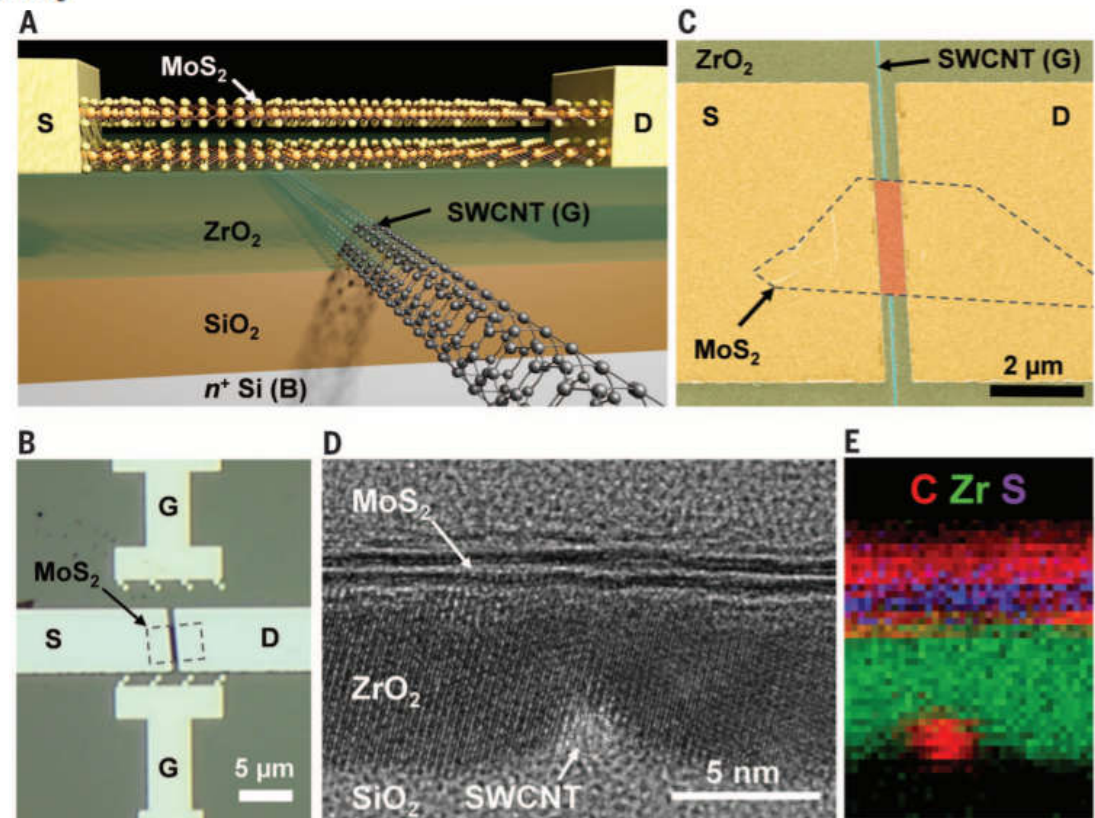 A
MoS₂
S
D
SWCNT (G)
ZrO₂
SiO₂
n⁺ Si (B)
C
ZrO₂
SWCNT (G)
S
D
MoS₂
2 µm
B
G
MoS₂
S
D
G
5 µm
D
MoS₂
ZrO₂
SiO₂
SWCNT
5 nm
E
C Zr S